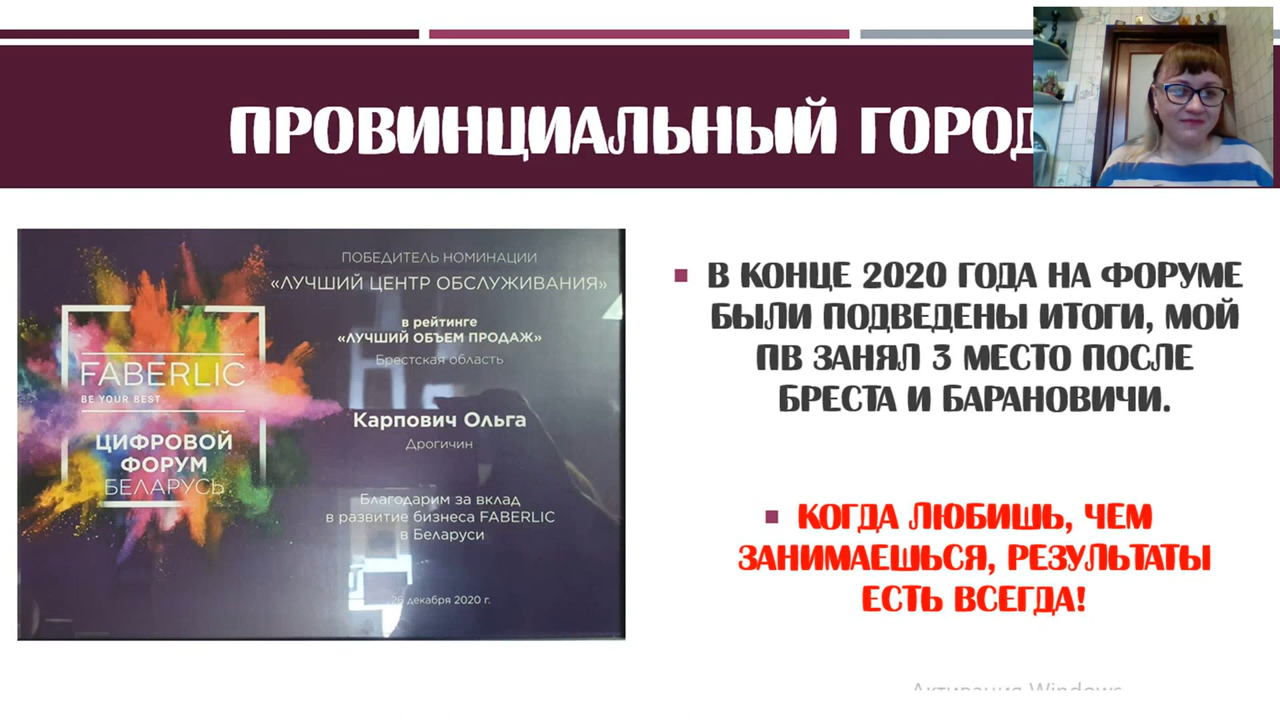 ПРОВИНЦИАЛЬНЫЙ ГОРОД
ПОБЕДИТЕЛЬ НОМИНАЦИИ
«ЛУЧШИЙ ЦЕНТР ОБСЛУЖИВАНИЯ»
в рейтинге
«ЛУЧШИЙ ОБЪЕМ ПРОДАЖ»
Брестская область
Карпович Ольга
Дрогичин
Благодарим за вклад
в развитие бизнеса FABERLIC
в Беларуси
26 декабря 2020 г.
FABERLIC
BE YOUR BEST
ЦИФРОВОЙ
ФОРУМ
БЕЛАРУСЬ
В КОНЦЕ 2020 ГОДА НА ФОРУМЕ
БЫЛИ ПОДВЕДЕНЫ ИТОГИ, МОЙ
ПВ ЗАНЯЛ 3 МЕСТО ПОСЛЕ
БРЕСТА И БАРАНОВИЧИ.
КОГДА ЛЮБИШЬ, ЧЕМ
ЗАНИМАЕШЬСЯ, РЕЗУЛЬТАТЫ
ЕСТЬ ВСЕГДА!
Активация Windows